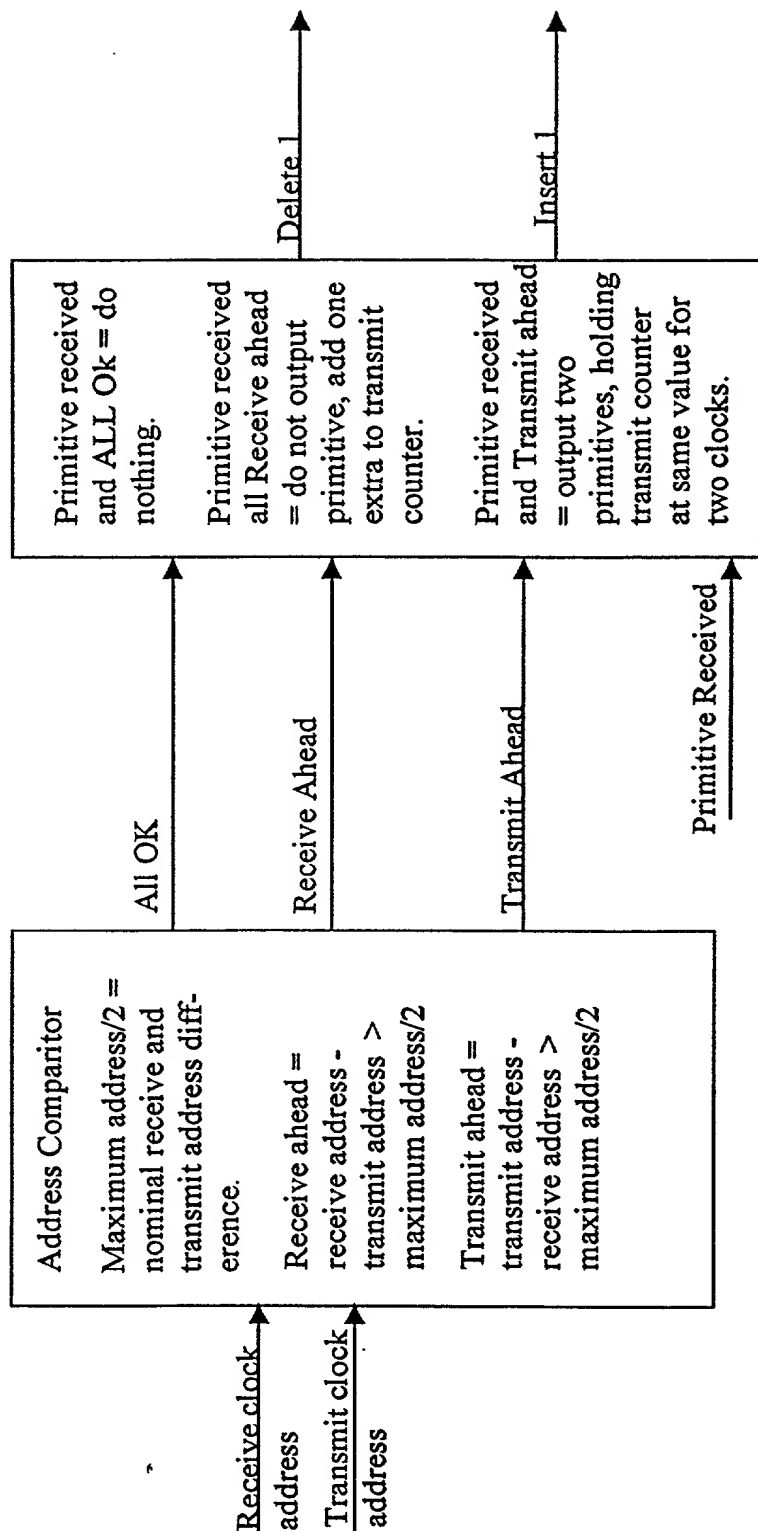 Receive clock
address
Transmit clock
address
Address Comparitor
Maximum address/2 =
nominal receive and
transmit address diff-
erence.
Receive ahead =
receive address -
transmit address >
maximum address/2
Transmit ahead =
transmit address -
receive address >
maximum address/2
All OK
Receive Ahead
Transmit Ahead
Primitive Received
Primitive received
and ALL Ok = do
nothing.
Primitive received
all Receive ahead
= do not output
primitive, add one
extra to transmit
counter.
Primitive received
and Transmit ahead
= output two
primitives, holding
transmit counter
at same value for
two clocks.
Delete 1
Insert 1